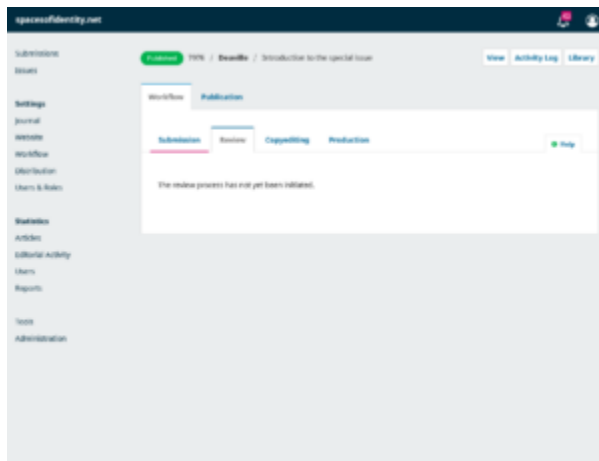 spacesofidentity.net
Submissions
Issues
Settings
Journal
Website
Workflow
Distribution
Users & Roles
Statistics
Articles
Editorial Activity
Users
Reports
Tools
Administration
Published / Deaville / Introduction to the special issue
View Activity Log Library
Workflow Publication
Submission Review Copyediting Production
Help
The review process has not yet been initiated.